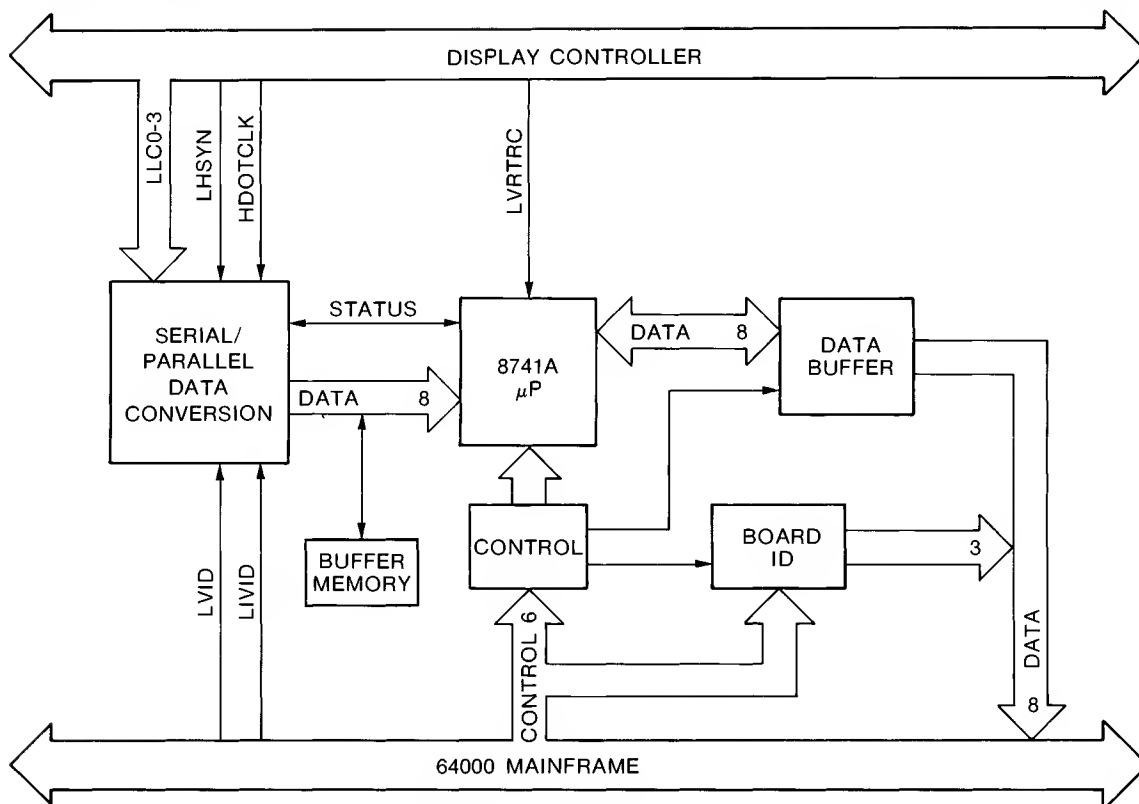 DISPLAY CONTROLLER
LLC0-3
LHSYN
HDOTCLK
LVRTRC
SERIAL/
PARALLEL
DATA
CONVERSION
STATUS
DATA 8
8741A
μP
DATA 8
DATA
BUFFER
BUFFER
MEMORY
CONTROL
BOARD
ID
3
LVID
LIVID
CONTROL 6
DATA
8
64000 MAINFRAME